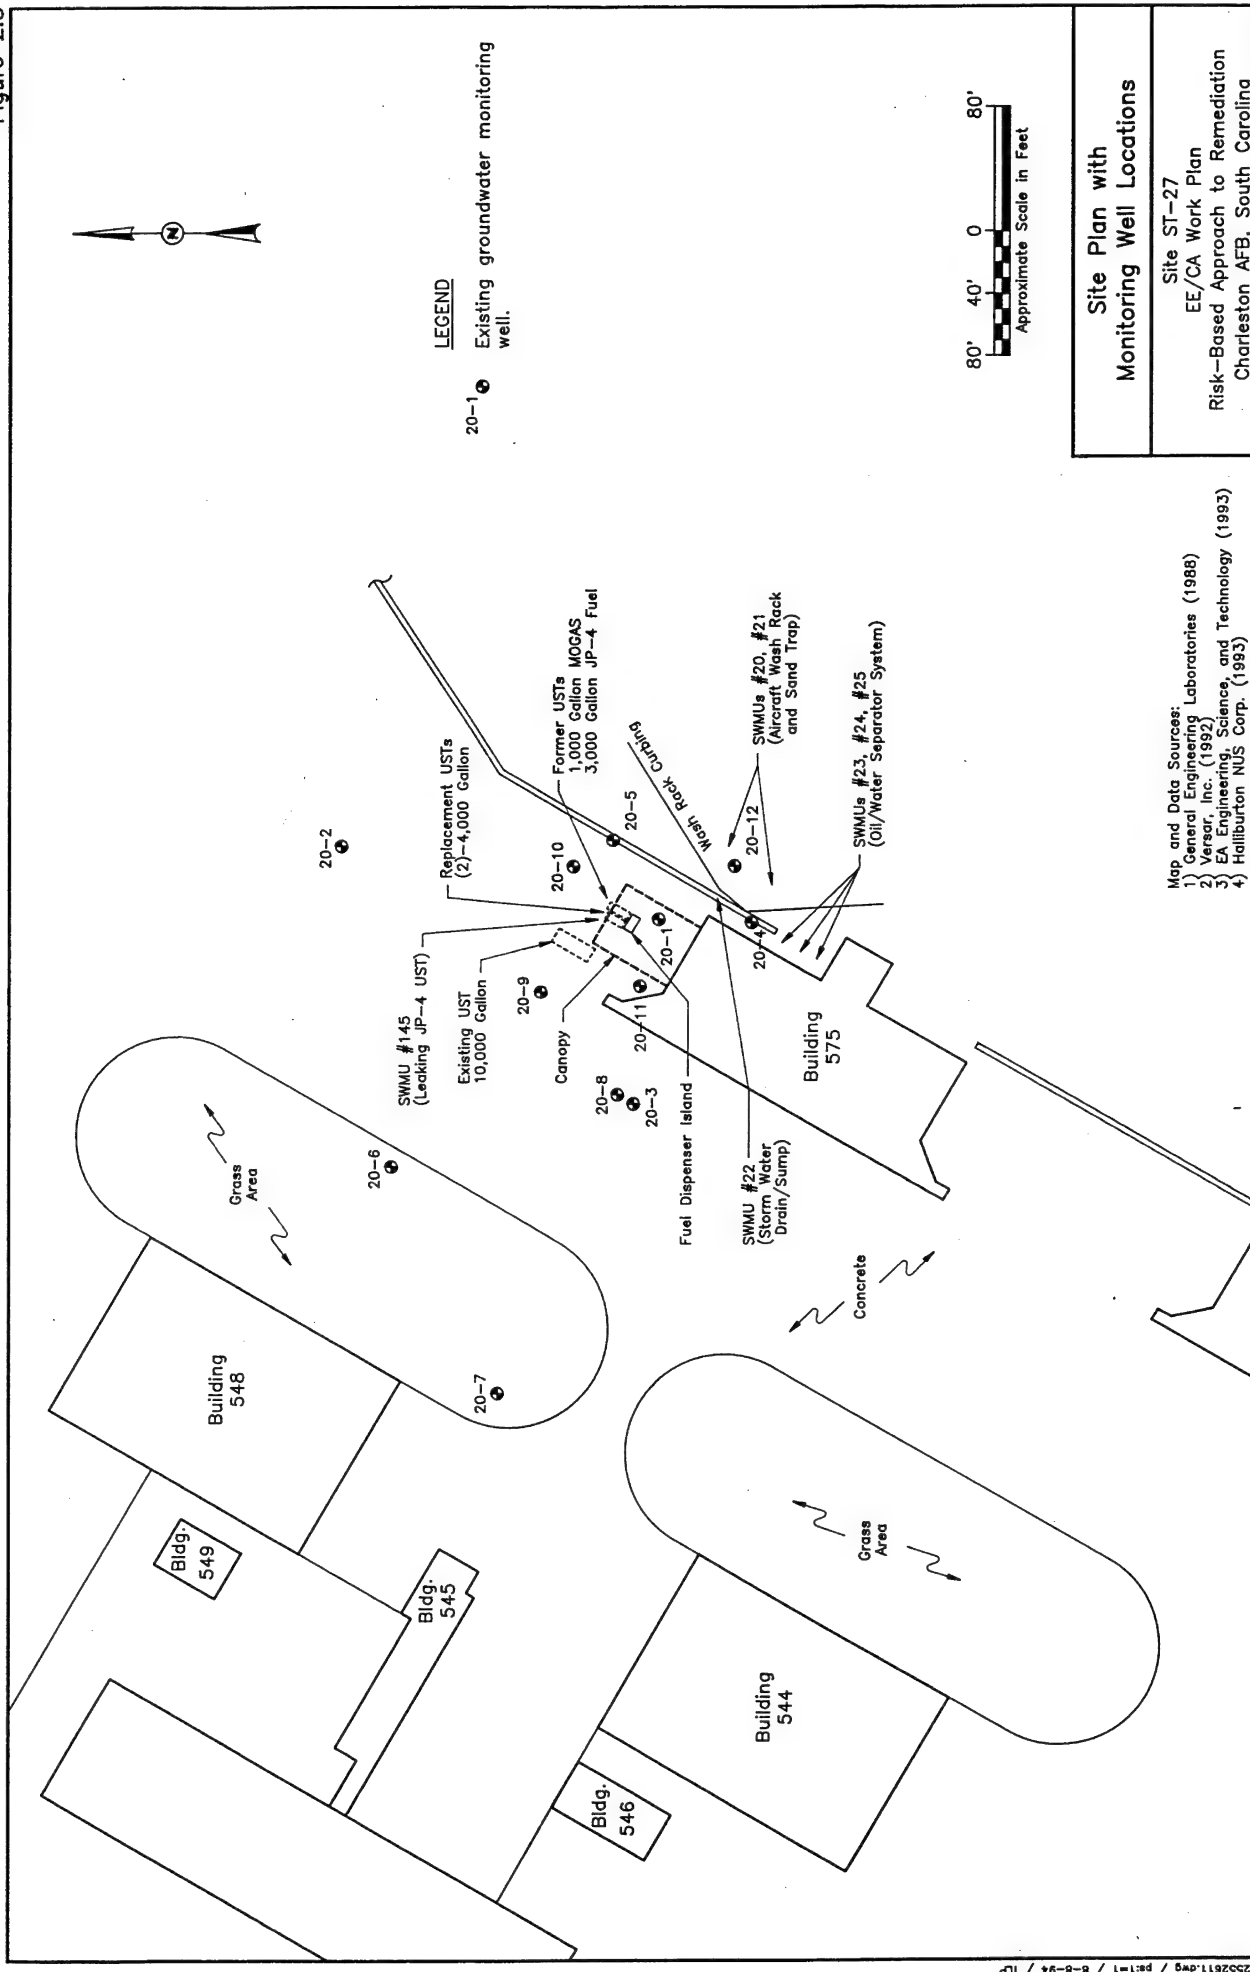 LEGEND
20-1
Existing groundwater monitoring
well.
N
80'
40'
0
80'
Approximate Scale in Feet
Site Plan with
Monitoring Well Locations
Site ST-27
EE/CA Work Plan
Risk-Based Approach to Remediation
Charleston AFB, South Carolina
Map and Data Sources:
1) General Engineering Laboratories (1988)
2) Versar, Inc. (1992)
3) EA Engineering, Science, and Technology (1993)
4) Halliburton NUS Corp. (1993)
20-2
Replacement USTs
(2)-4,000 Gallon
Former USTs
1,000 Gallon MOGAS
3,000 Gallon JP-4 Fuel
20-10
20-5
Wash Rack Curbing
SWMUs #20, #21
(Aircraft Wash Rack
and Sand Trap)
20-12
SWMUs #23, #24, #25
(Oil/Water Separator System)
SWMU #145
(Leaking JP-4 UST)
Existing UST
10,000 Gallon
20-9
Canopy
20-1
20-11
20-4
20-8
20-3
Fuel Dispenser Island
SWMU #22
(Storm Water
Drain/Sump)
Building
575
Grass
Area
20-6
Concrete
Building
548
20-7
Bldg.
549
Bldg.
545
Grass
Area
Building
544
Bldg.
546
2552611.dwg / ps:1=1 / 8-8-94 /